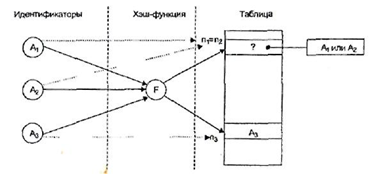 Идентификаторы Хэш-функция Таблица
n₁=n₂
A₁ ? A₁ или A₂
A₂ F
A₃ n₃ A₃